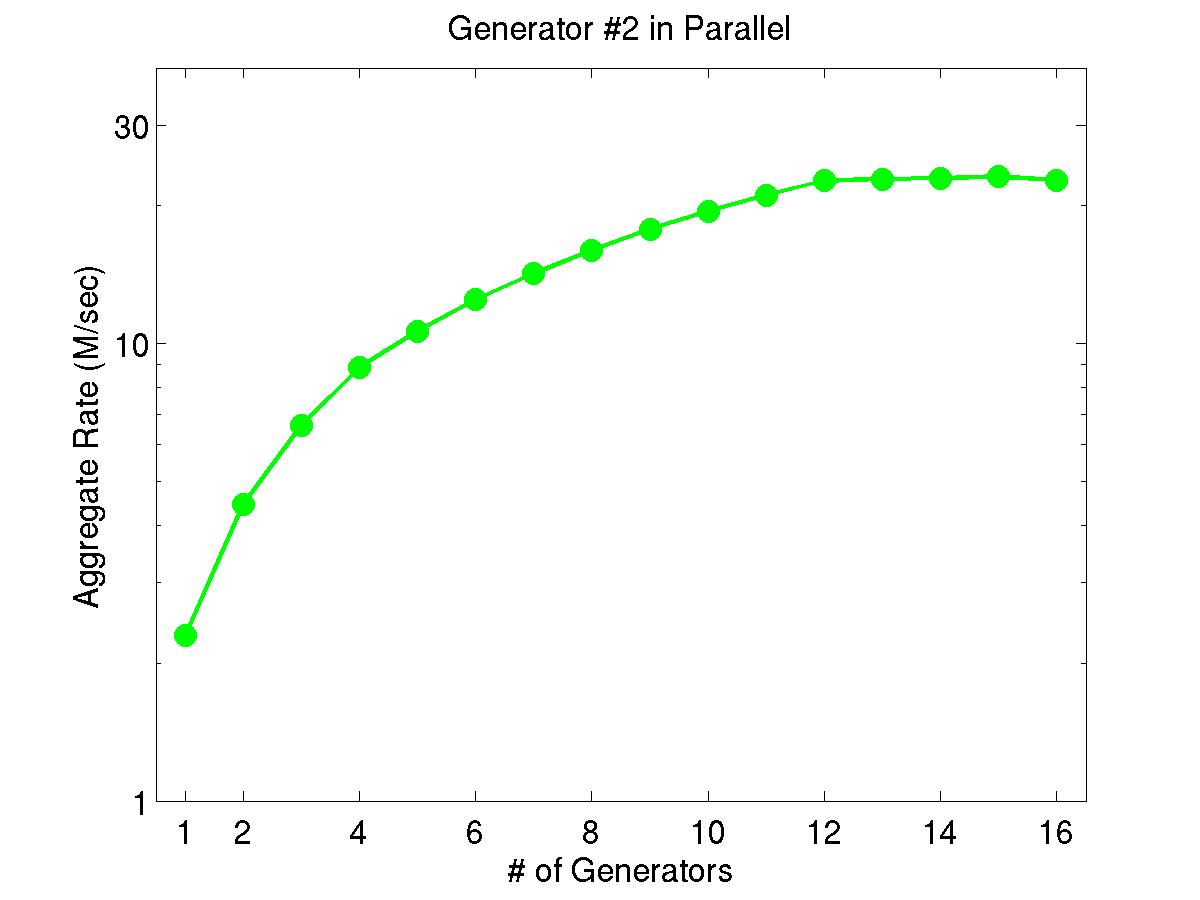 Generator #2 in Parallel
30
10
1
Aggregate Rate (M/sec)
1 2 4 6 8 10 12 14 16
# of Generators